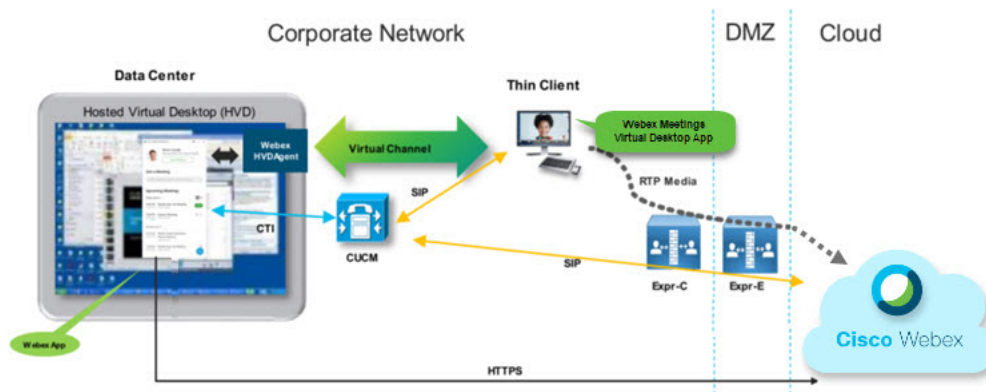 Corporate Network
DMZ
Cloud
Data Center
Hosted Virtual Desktop (HVD)
Thin Client
Webex
HVDAgent
Virtual Channel
Webex Meetings
Virtual Desktop App
RTP Media
SIP
CTI
CUCM
SIP
Expr-C
Expr-E
Webex App
Cisco Webex
HTTPS